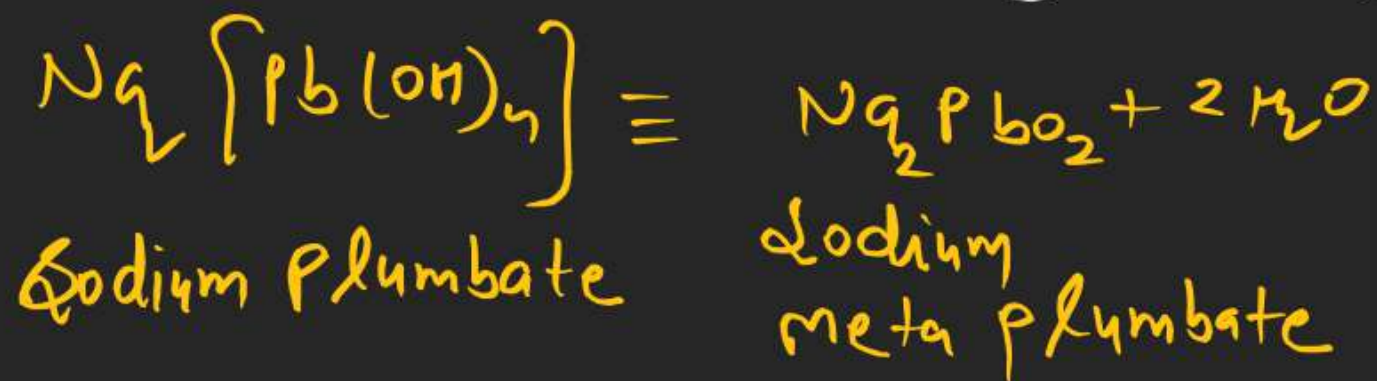 Na₂[Pb(OH)₄] ≡ Na₂PbO₂ + 2H₂O
Sodium Plumbate Sodium
meta plumbate